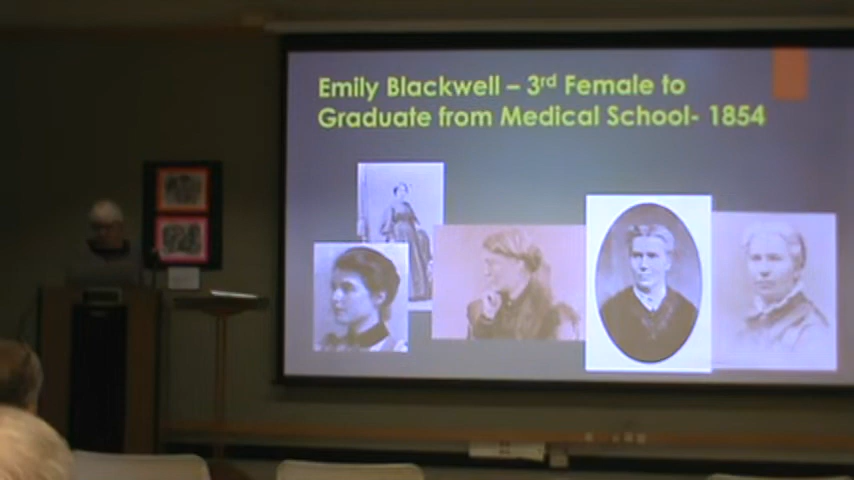 Emily Blackwell – 3rd Female to
Graduate from Medical School- 1854